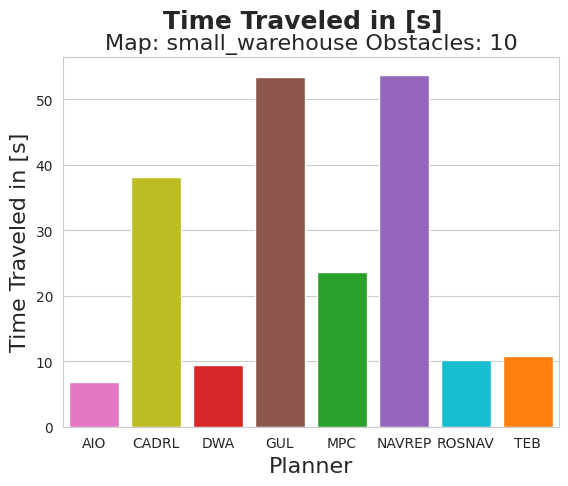 Time Traveled in [s]
Map: small_warehouse Obstacles: 10
Time Traveled in [s]
50
40
30
20
10
0
AIO CADRL DWA GUL MPC NAVREP ROSNAV TEB
Planner